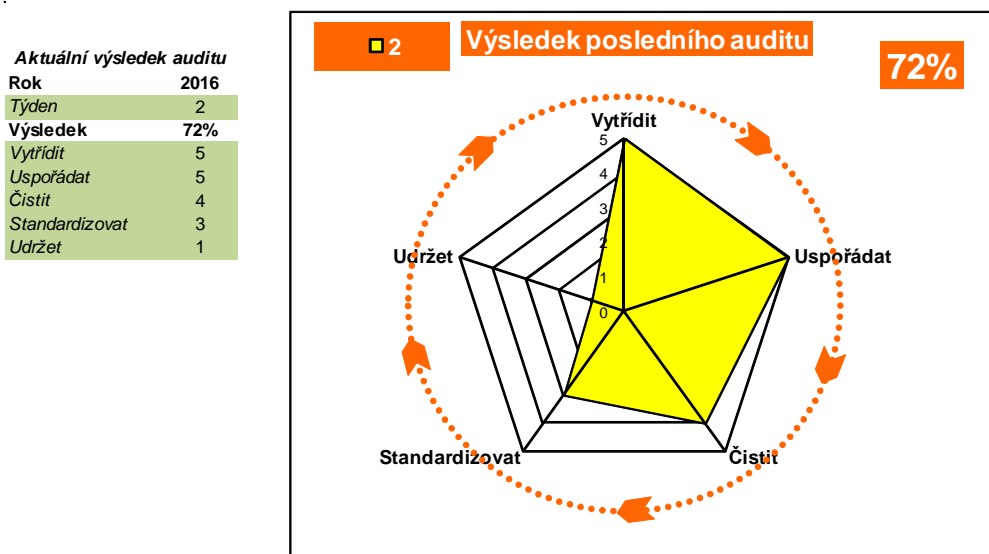 Aktuální výsledek auditu
Rok 2016
Týden 2
Výsledek 72%
Vytřídit 5
Uspořádat 5
Čistit 4
Standardizovat 3
Udržet 1
2
Výsledek posledního auditu
72%
Vytřídit
5
4
3
2
1
0
Udržet
Uspořádat
Standardizovat
Čistit